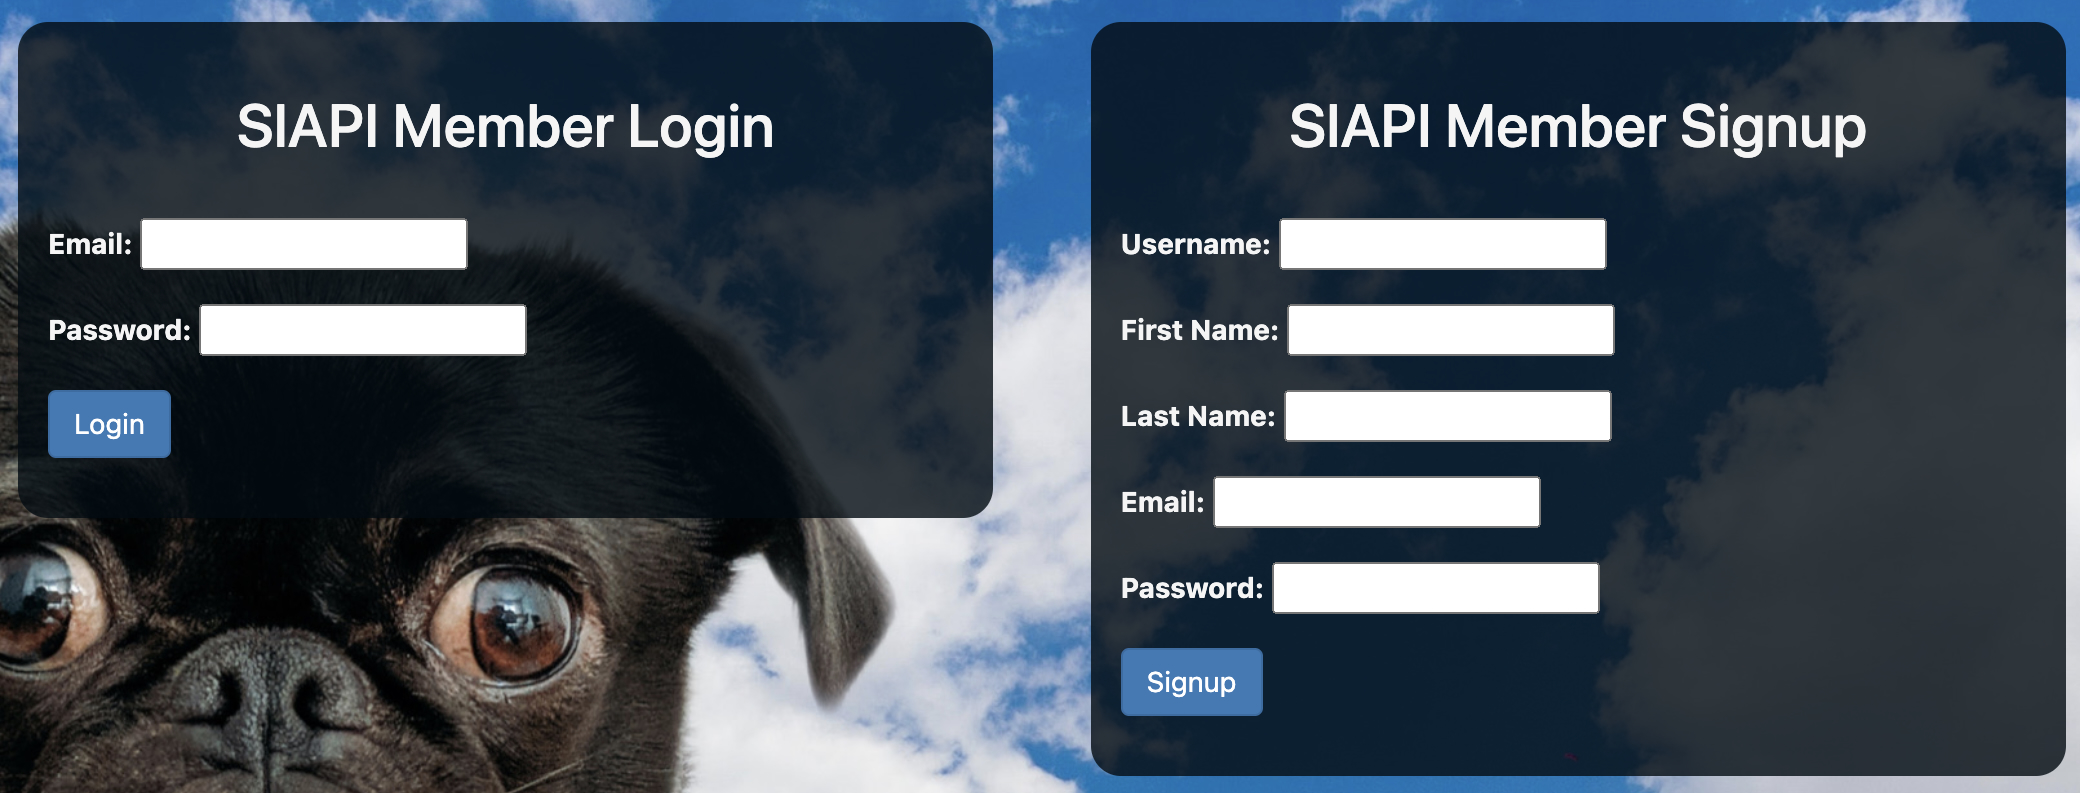 SIAPI Member Login
Email:
Password:
Login
SIAPI Member Signup
Username:
First Name:
Last Name:
Email:
Password:
Signup